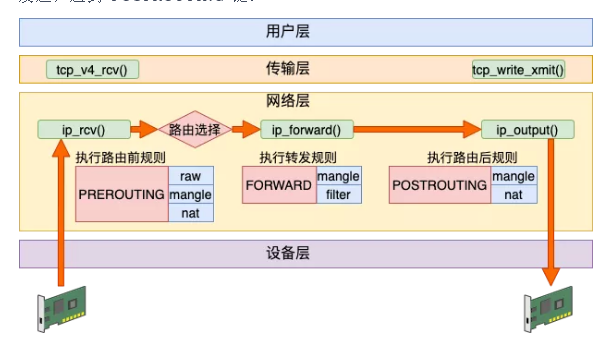 用户层
tcp_v4_rcv()
传输层
tcp_write_xmit()
网络层
ip_rcv()
路由选择
ip_forward()
ip_output()
执行路由前规则
执行转发规则
执行路由后规则
PREROUTING
raw
mangle
nat
FORWARD
mangle
filter
POSTROUTING
mangle
nat
设备层